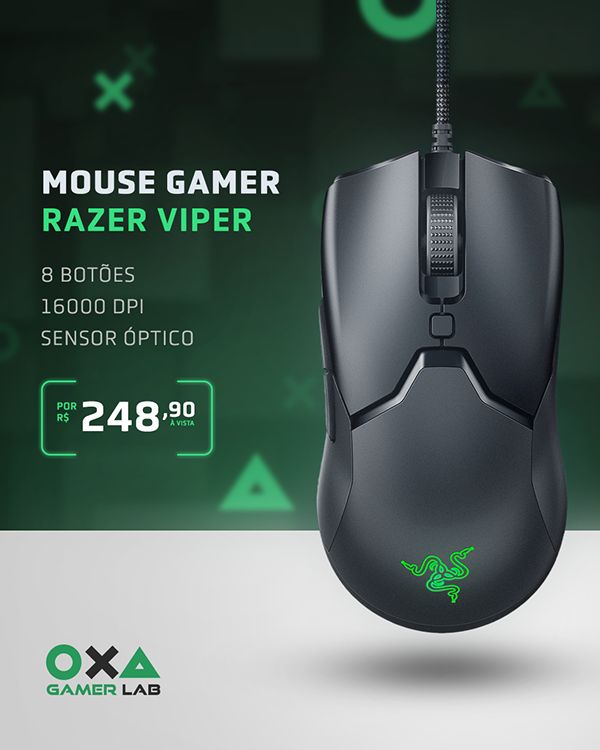 MOUSE GAMER
RAZER VIPER
8 BOTÕES
16000 DPI
SENSOR ÓPTICO
POR
R$ 248,90
À VISTA
OXA
GAMER LAB